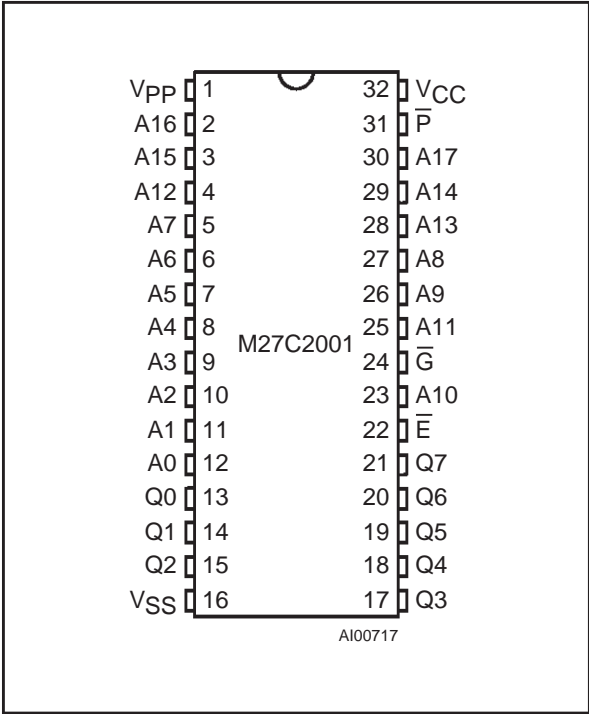 VPP 1 32 VCC
A16 2 31 P̅
A15 3 30 A17
A12 4 29 A14
A7 5 28 A13
A6 6 27 A8
A5 7 26 A9
A4 8 25 A11
M27C2001
A3 9 24 G̅
A2 10 23 A10
A1 11 22 E̅
A0 12 21 Q7
Q0 13 20 Q6
Q1 14 19 Q5
Q2 15 18 Q4
VSS 16 17 Q3
AI00717